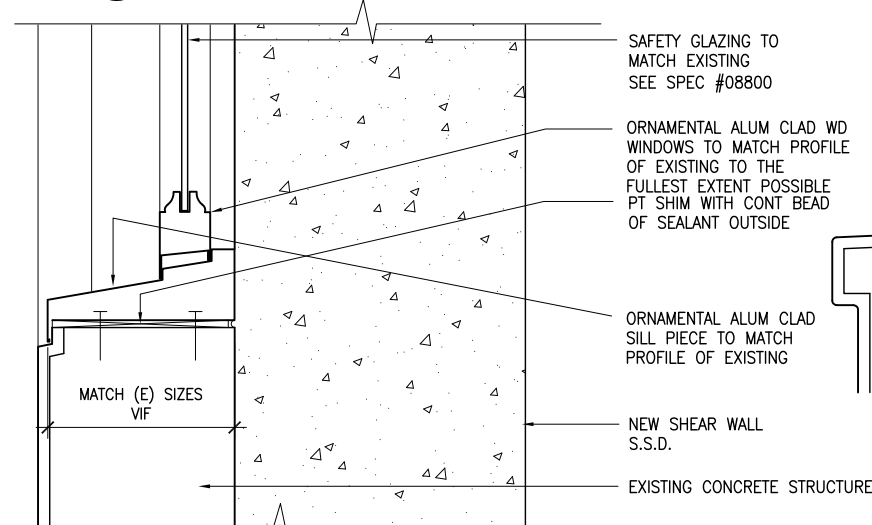 SAFETY GLAZING TO
MATCH EXISTING
SEE SPEC #08800
ORNAMENTAL ALUM CLAD WD
WINDOWS TO MATCH PROFILE
OF EXISTING TO THE
FULLEST EXTENT POSSIBLE
PT SHIM WITH CONT BEAD
OF SEALANT OUTSIDE
ORNAMENTAL ALUM CLAD
SILL PIECE TO MATCH
PROFILE OF EXISTING
MATCH (E) SIZES
VIF
NEW SHEAR WALL
S.S.D.
EXISTING CONCRETE STRUCTURE